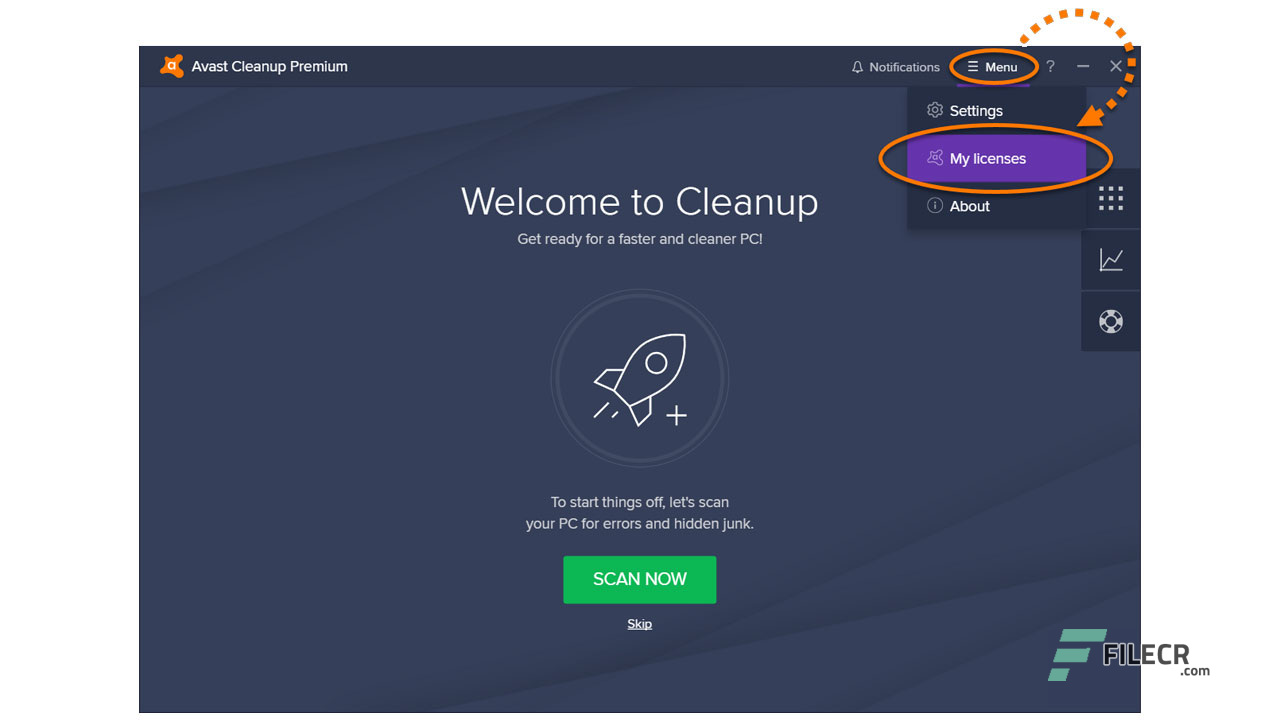 Avast Cleanup Premium
Notifications
Menu
?
Settings
My licenses
About
Welcome to Cleanup
Get ready for a faster and cleaner PC!
To start things off, let's scan
your PC for errors and hidden junk.
SCAN NOW
Skip
FILECR
.com